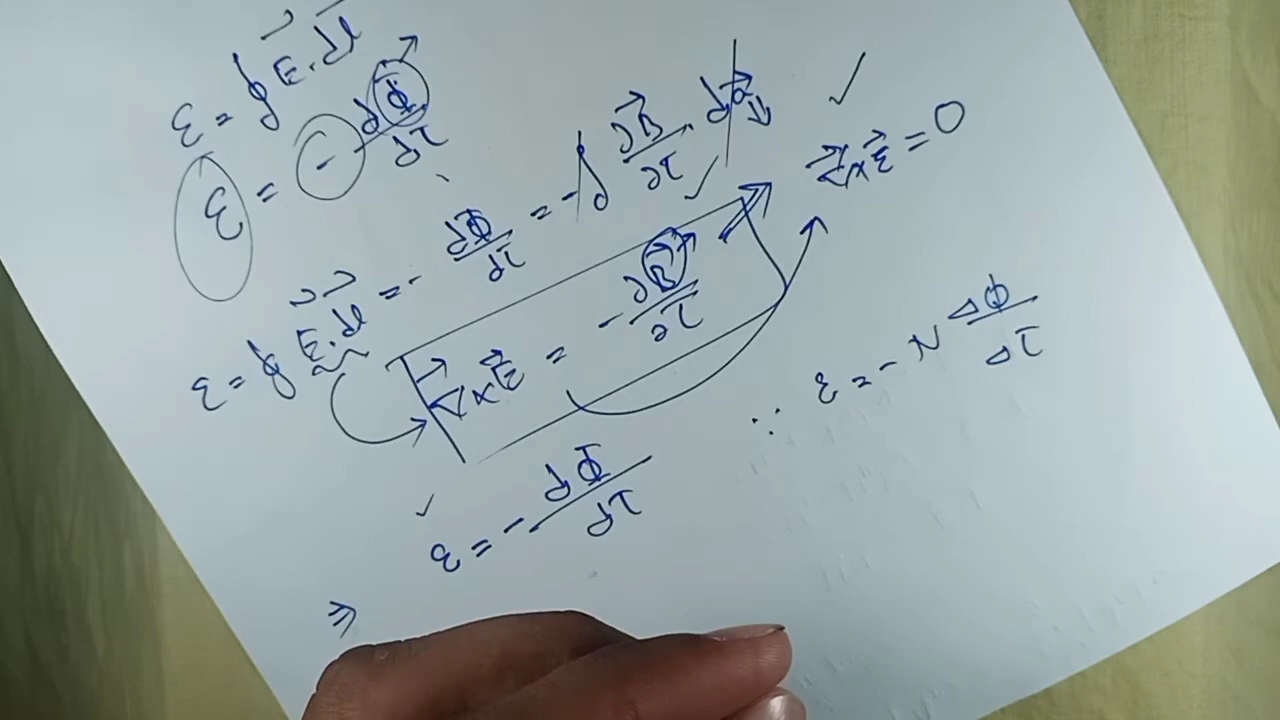 ε = ∮ E⃗ . dl⃗
ε = - dΦ/dt
ε = ∮ E⃗ . dl⃗ = - dΦ/dt = -∫ ∂B⃗/∂t . da⃗
∇⃗ x E⃗ = - ∂B⃗/∂t
∇⃗ x E⃗ = 0
ε = - dΦ/dt
∵ ε = - N ΔΦ/Δt
⇒